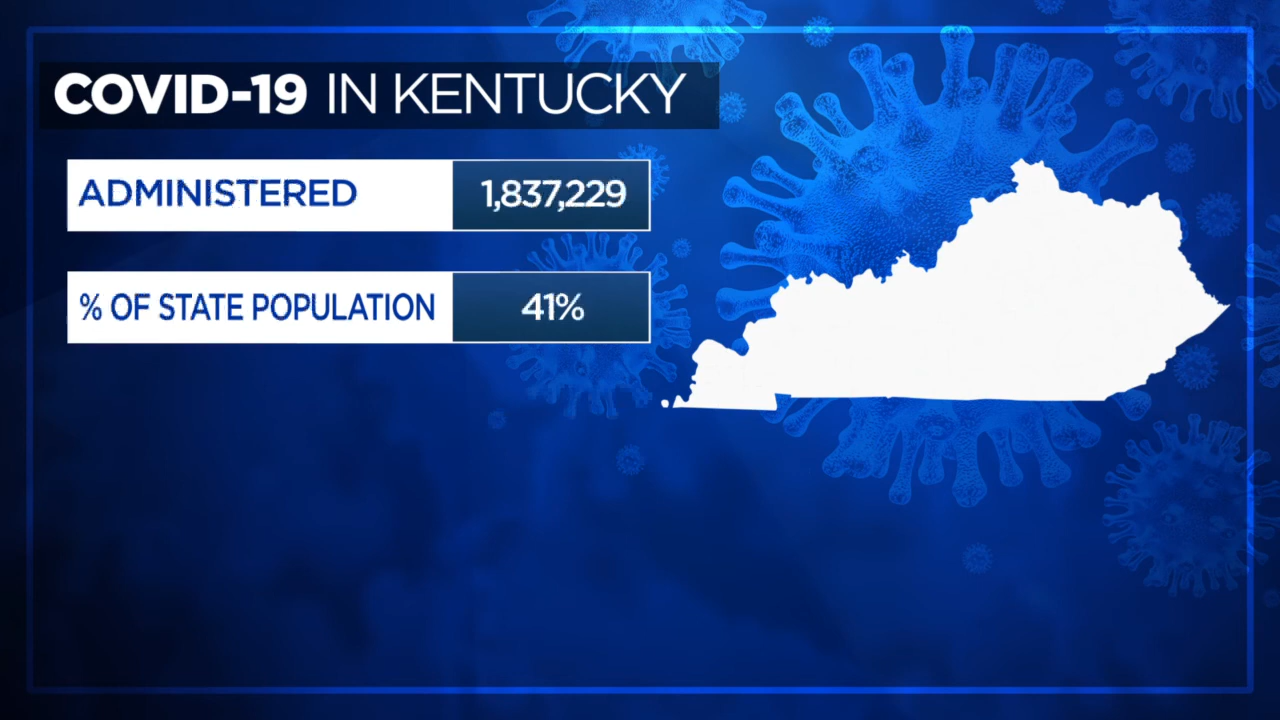 COVID-19 IN KENTUCKY
ADMINISTERED 1,837,229
% OF STATE POPULATION 41%